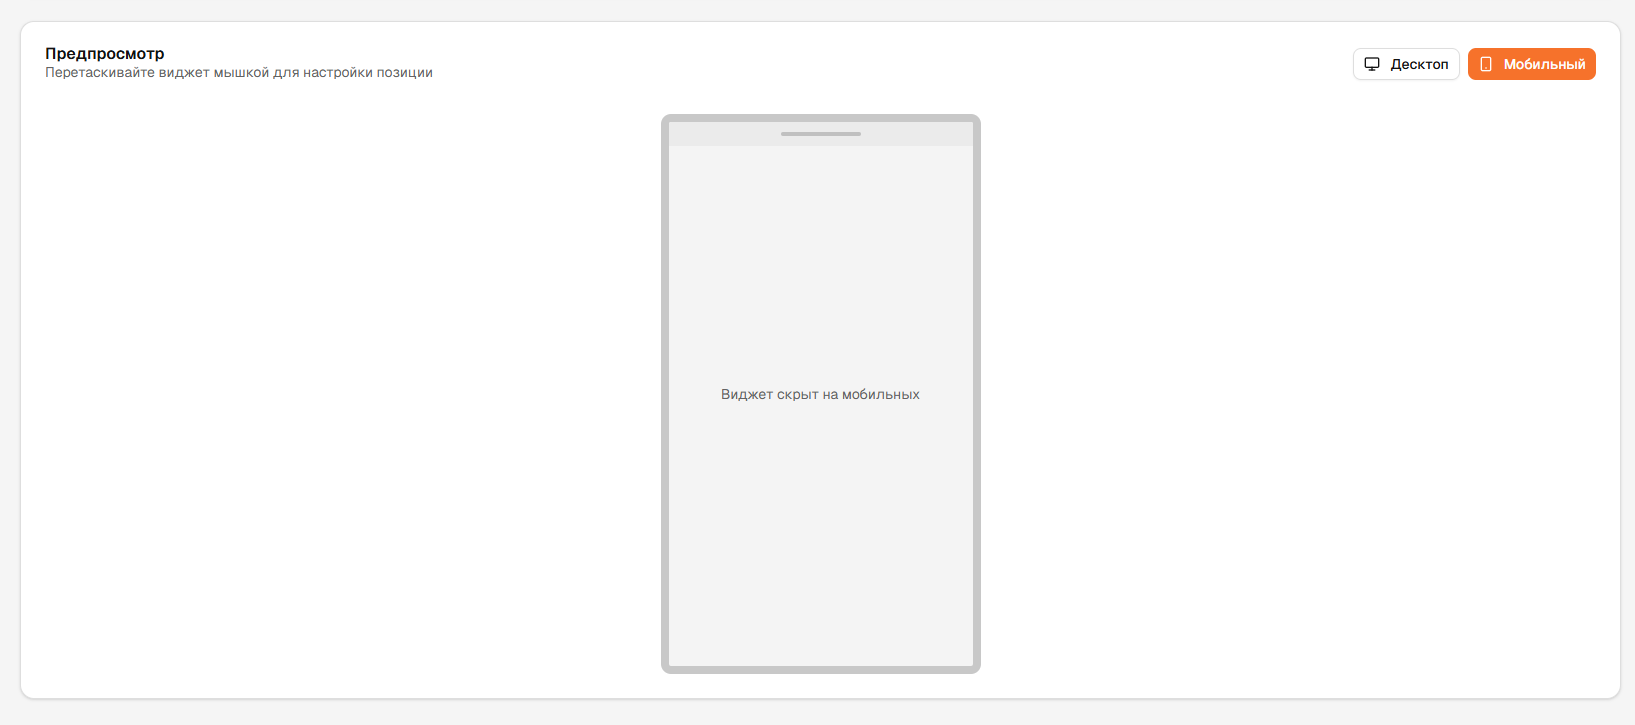 Предпросмотр
Перетаскивайте виджет мышкой для настройки позиции
Десктоп
Мобильный
Виджет скрыт на мобильных